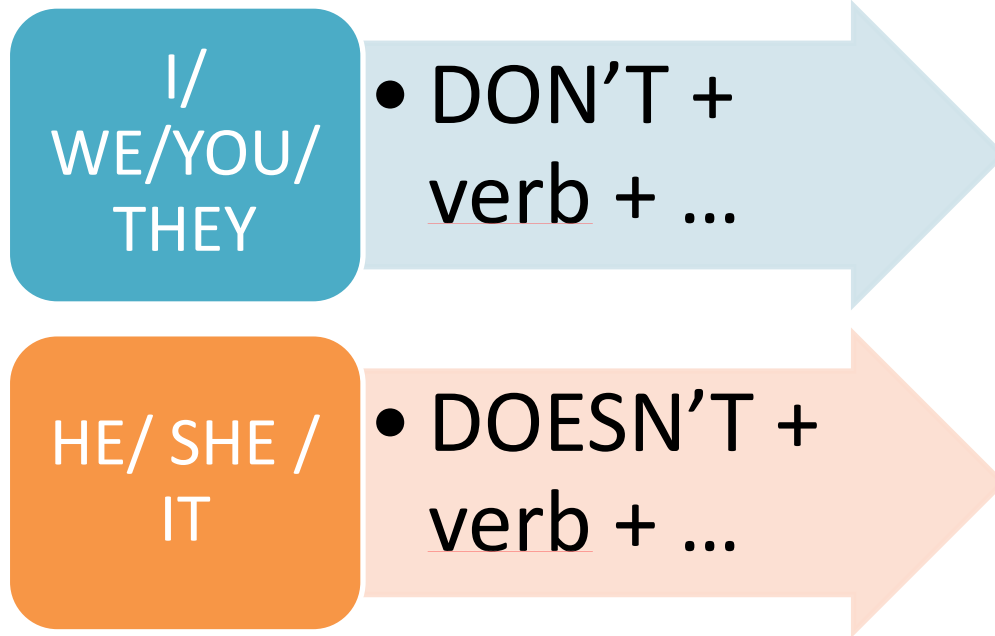 I/
WE/YOU/
THEY
• DON’T +
verb + ...
HE/ SHE /
IT
• DOESN’T +
verb + ...